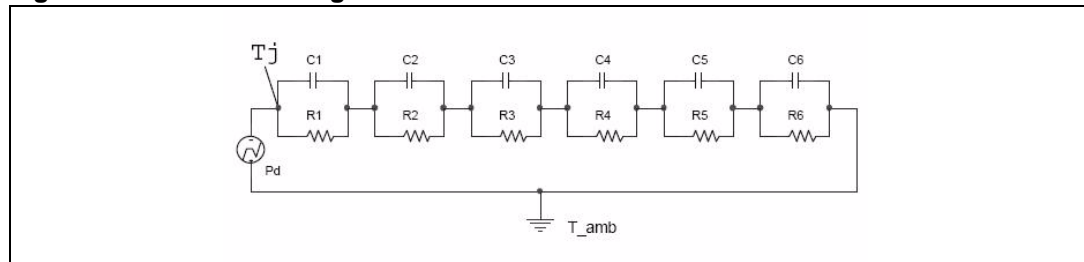 Tj
C1 C2 C3 C4 C5 C6
R1 R2 R3 R4 R5 R6
Pd
T_amb